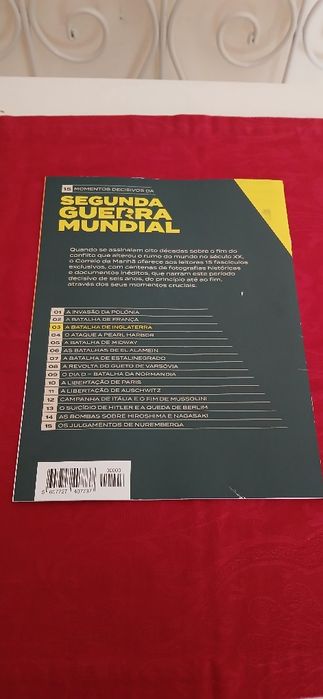 15 MOMENTOS DECISIVOS DA
SEGUNDA
GUERRA
MUNDIAL
Quando se assinalam oito décadas sobre o fim do
conflito que alterou o rumo do mundo no século XX,
o Correio da Manhã oferece aos leitores 15 fascículos
exclusivos, com centenas de fotografias históricas
e documentos inéditos, que narram este período
decisivo de seis anos, do princípio até ao fim,
através dos seus momentos cruciais.
01 A INVASÃO DA POLÓNIA
02 A BATALHA DE FRANÇA
03 A BATALHA DE INGLATERRA
04 O ATAQUE A PEARL HARBOR
05 A BATALHA DE MIDWAY
06 AS BATALHAS DE EL ALAMEIN
07 A BATALHA DE ESTALINEGRADO
08 A REVOLTA DO GUETO DE VARSÓVIA
09 O DIA D – BATALHA DA NORMANDIA
10 A LIBERTAÇÃO DE PARIS
11 A LIBERTAÇÃO DE AUSCHWITZ
12 CAMPANHA DE ITÁLIA E O FIM DE MUSSOLINI
13 O SUICÍDIO DE HITLER E A QUEDA DE BERLIM
14 AS BOMBAS SOBRE HIROSHIMA E NAGASAKI
15 OS JULGAMENTOS DE NUREMBERGA
00003